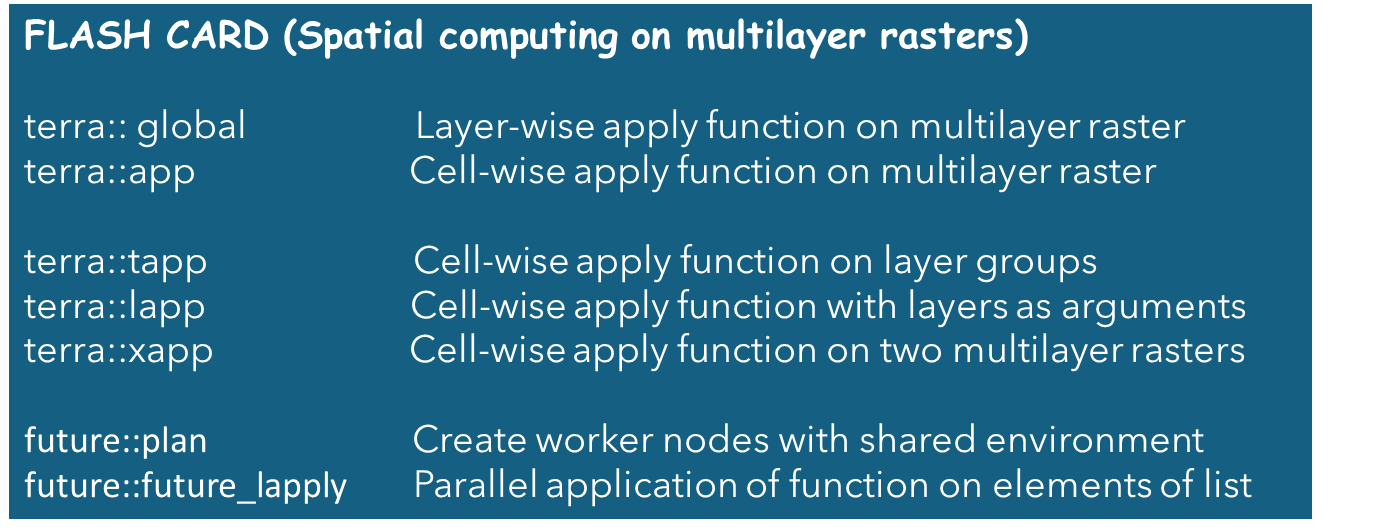 FLASH CARD (Spatial computing on multilayer rasters)
terra:: global Layer-wise apply function on multilayer raster
terra::app Cell-wise apply function on multilayer raster
terra::tapp Cell-wise apply function on layer groups
terra::lapp Cell-wise apply function with layers as arguments
terra::xapp Cell-wise apply function on two multilayer rasters
future::plan Create worker nodes with shared environment
future::future_lapply Parallel application of function on elements of list